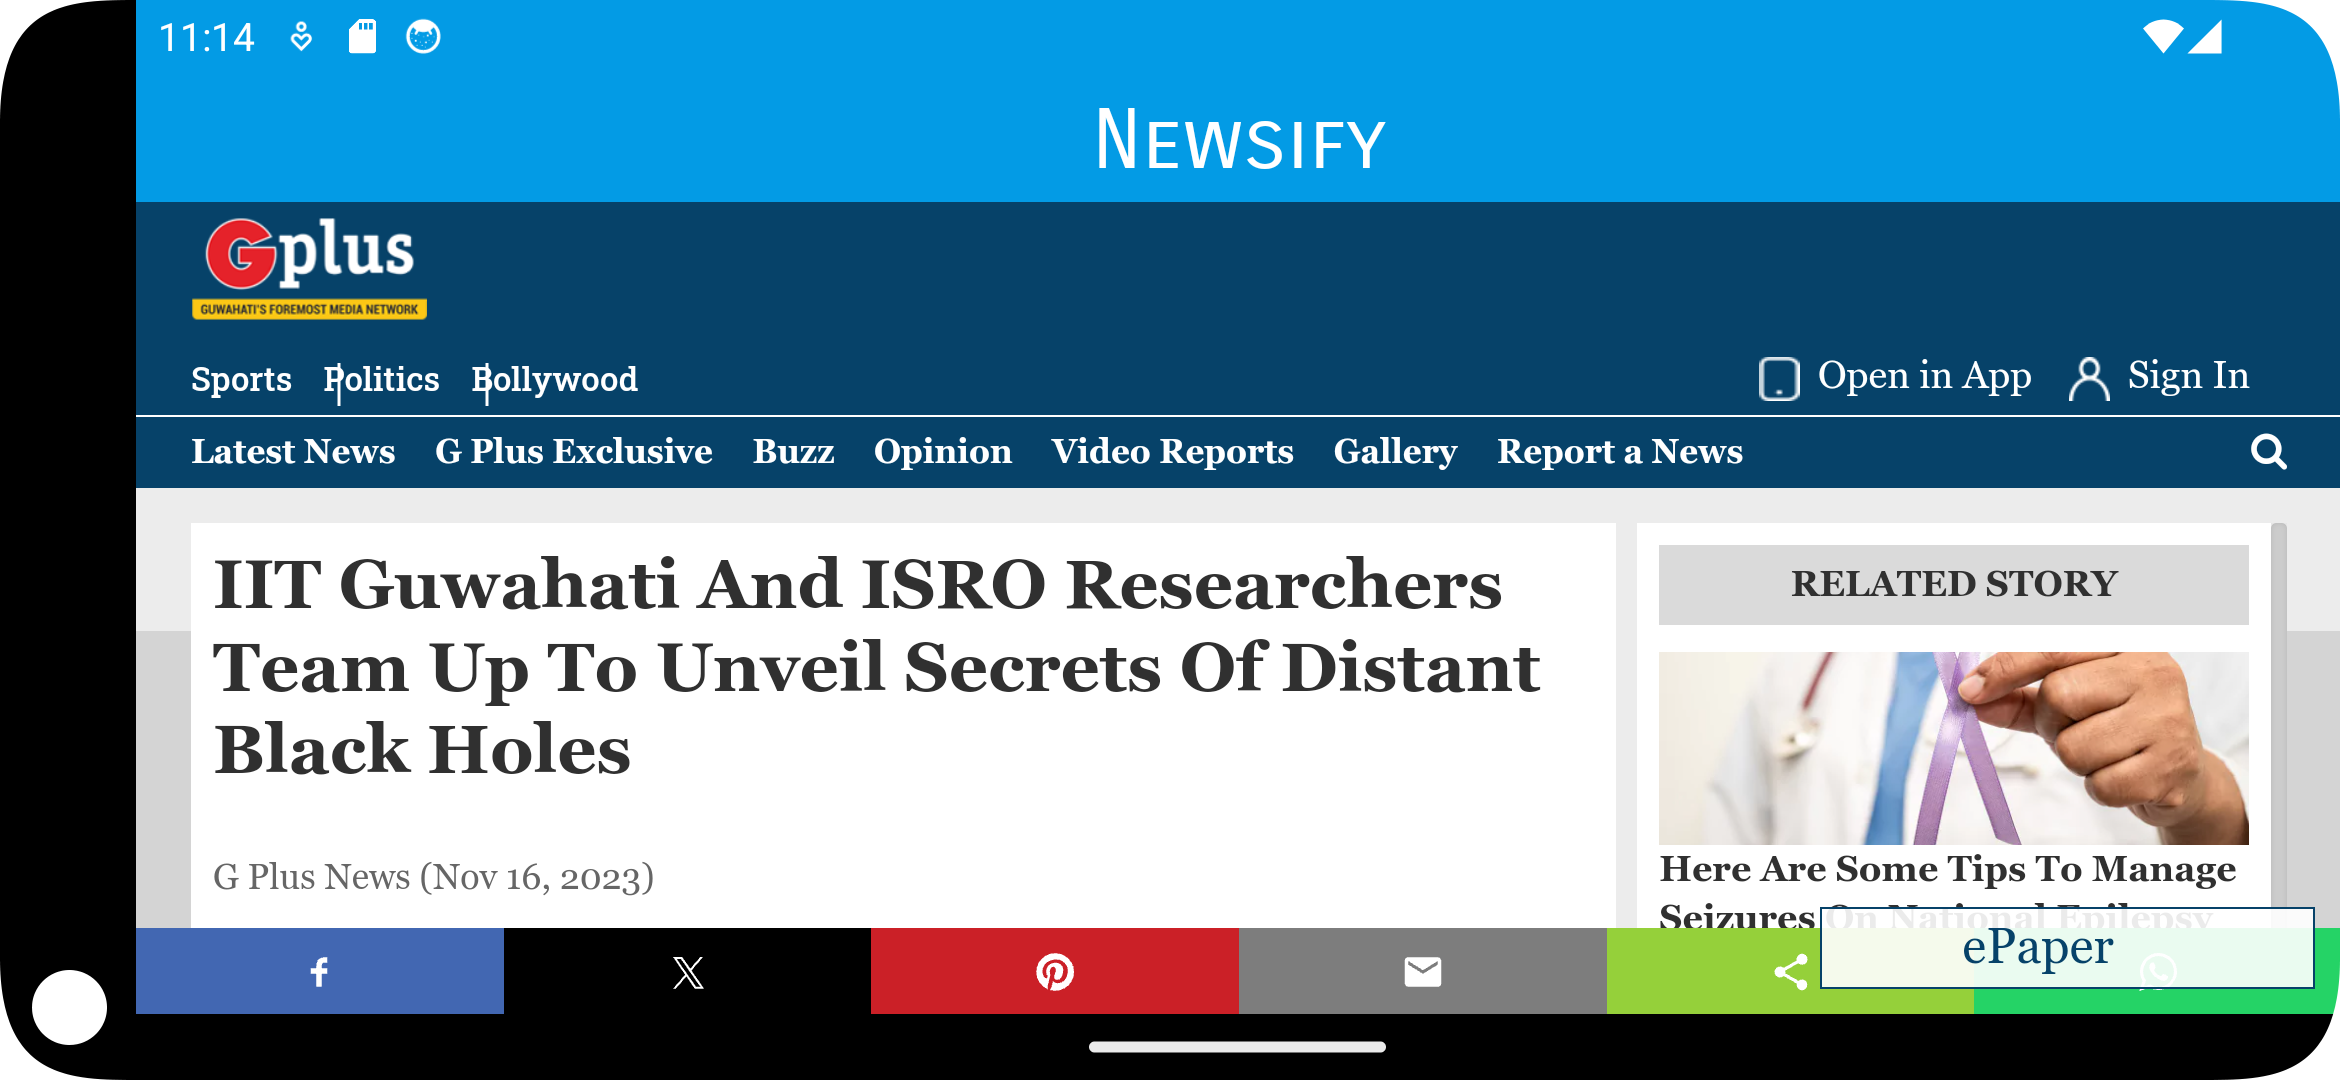 11:14
NEWSIFY
Gplus
GUWAHATI'S FOREMOST MEDIA NETWORK
Sports Politics Bollywood
Open in App Sign In
Latest News G Plus Exclusive Buzz Opinion Video Reports Gallery Report a News
IIT Guwahati And ISRO Researchers
Team Up To Unveil Secrets Of Distant
Black Holes
G Plus News (Nov 16, 2023)
RELATED STORY
Here Are Some Tips To Manage
Seizures On National Epilepsy
ePaper